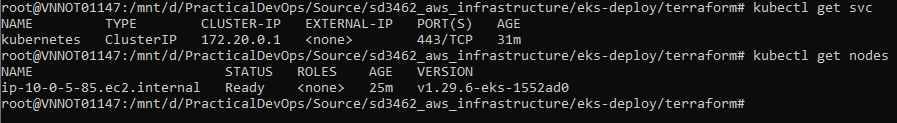 root@VNNOT01147:/mnt/d/PracticalDevOps/Source/sd3462_aws_infrastructure/eks-deploy/terraform# kubectl get svc
NAME         TYPE        CLUSTER-IP   EXTERNAL-IP   PORT(S)   AGE
kubernetes   ClusterIP   172.20.0.1   <none>        443/TCP   31m
root@VNNOT01147:/mnt/d/PracticalDevOps/Source/sd3462_aws_infrastructure/eks-deploy/terraform# kubectl get nodes
NAME                       STATUS   ROLES    AGE   VERSION
ip-10-0-5-85.ec2.internal   Ready    <none>   25m   v1.29.6-eks-1552ad0
root@VNNOT01147:/mnt/d/PracticalDevOps/Source/sd3462_aws_infrastructure/eks-deploy/terraform#